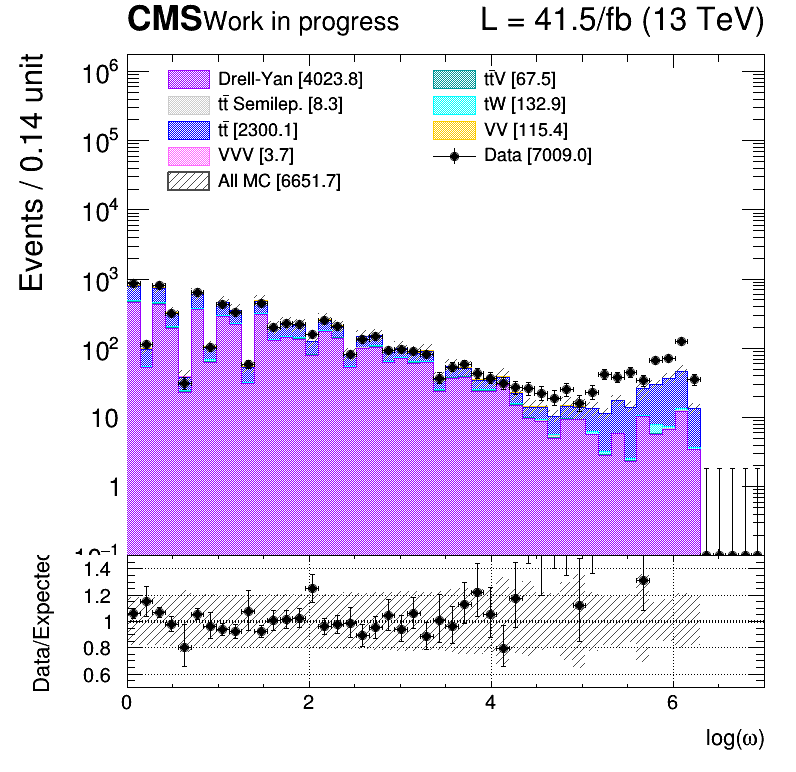 CMS Work in progress L = 41.5/fb (13 TeV)
Events / 0.14 unit
10⁶
10⁵
10⁴
10³
10²
10
1
10⁻¹
Drell-Yan [4023.8]
tt̄ Semilep. [8.3]
tt̄ [2300.1]
VVV [3.7]
All MC [6651.7]
tt̄V [67.5]
tW [132.9]
VV [115.4]
Data [7009.0]
Data/Expected
1.4
1.2
1
0.8
0.6
0 2 4 6
log(ω)